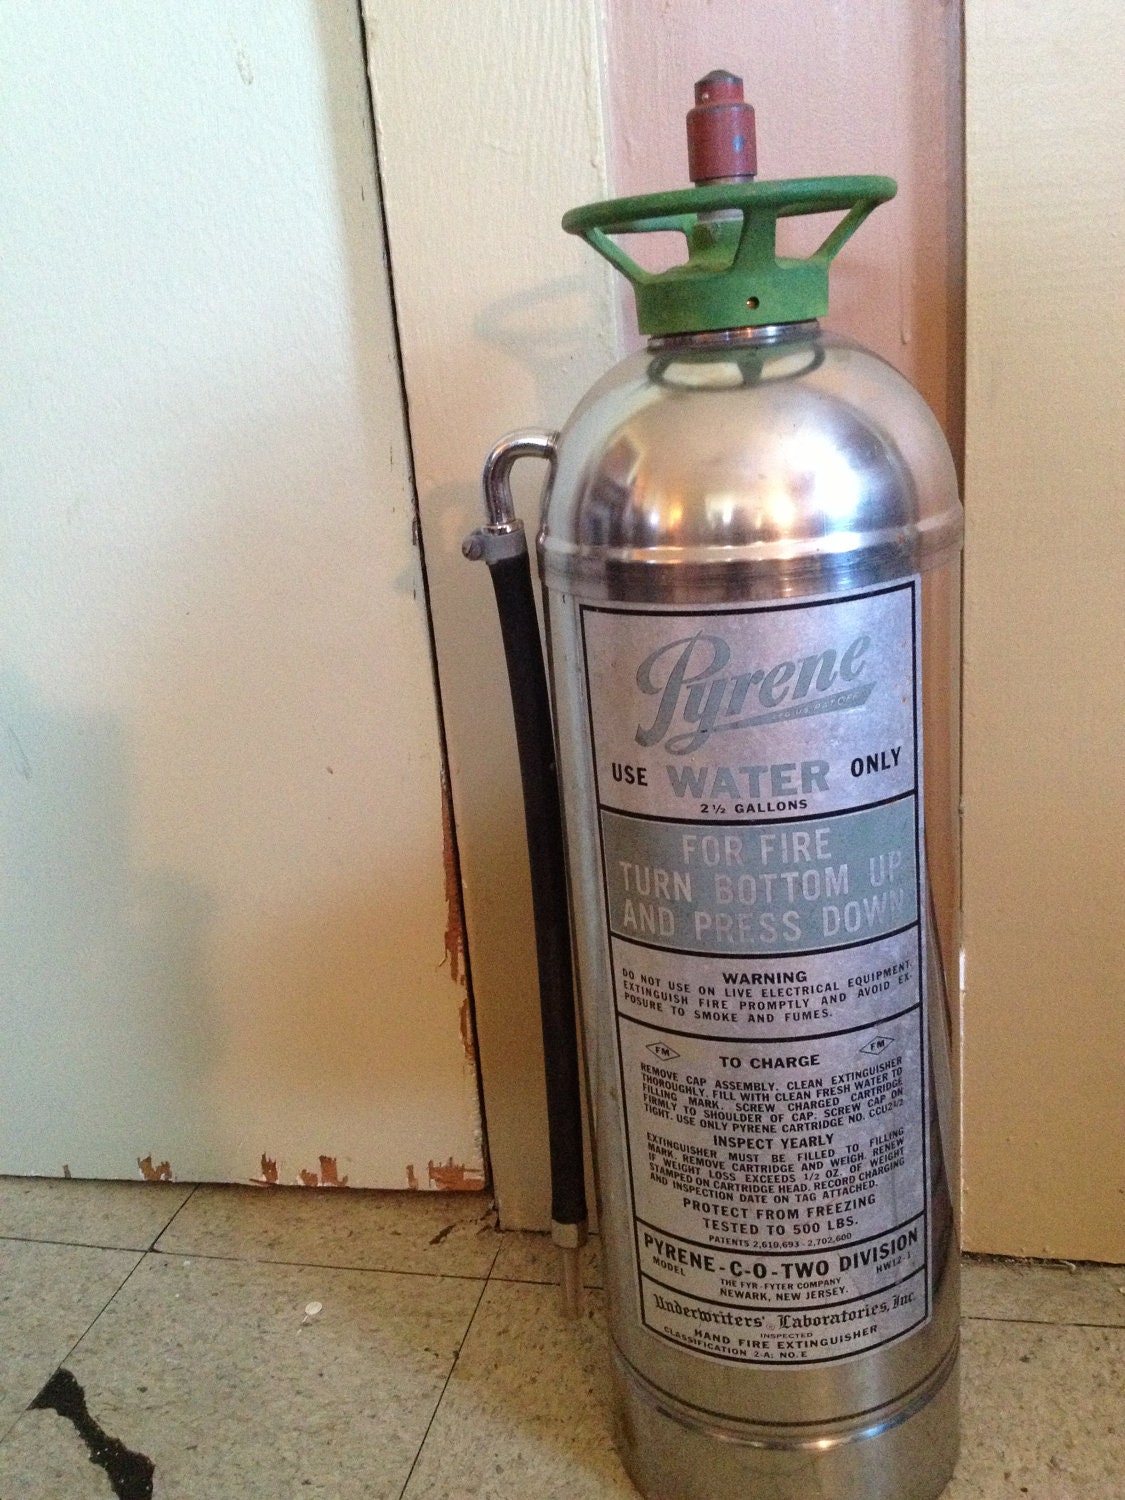 Pyrene
USE WATER ONLY
2½ GALLONS
FOR FIRE
TURN BOTTOM UP
AND PRESS DOWN
WARNING
DO NOT USE ON LIVE ELECTRICAL EQUIPMENT.
EXTINGUISH FIRE PROMPTLY AND AVOID EX-
POSURE TO SMOKE AND FUMES.
FM FM
TO CHARGE
REMOVE CAP ASSEMBLY. CLEAN EXTINGUISHER
THOROUGHLY. FILL WITH CLEAN FRESH WATER TO
FILLING MARK. SCREW CHARGED CARTRIDGE
FIRMLY TO SHOULDER OF CAP. SCREW CAP ON
TIGHT. USE ONLY PYRENE CARTRIDGE NO. CCU2½
INSPECT YEARLY
EXTINGUISHER MUST BE FILLED TO FILLING
MARK. REMOVE CARTRIDGE AND WEIGH. RENEW
IF WEIGHT LOSS EXCEEDS 1/2 OZ. OF WEIGHT
STAMPED ON CARTRIDGE HEAD. RECORD CHARGING
AND INSPECTION DATE ON TAG ATTACHED.
PROTECT FROM FREEZING
TESTED TO 500 LBS.
PATENTS 2,610,693 - 2,702,600
PYRENE-C-O-TWO DIVISION
MODEL THE FYR-FYTER COMPANY HW12-1
NEWARK, NEW JERSEY.
Underwriters' Laboratories, Inc.
INSPECTED
HAND FIRE EXTINGUISHER
CLASSIFICATION 2-A: NO. E